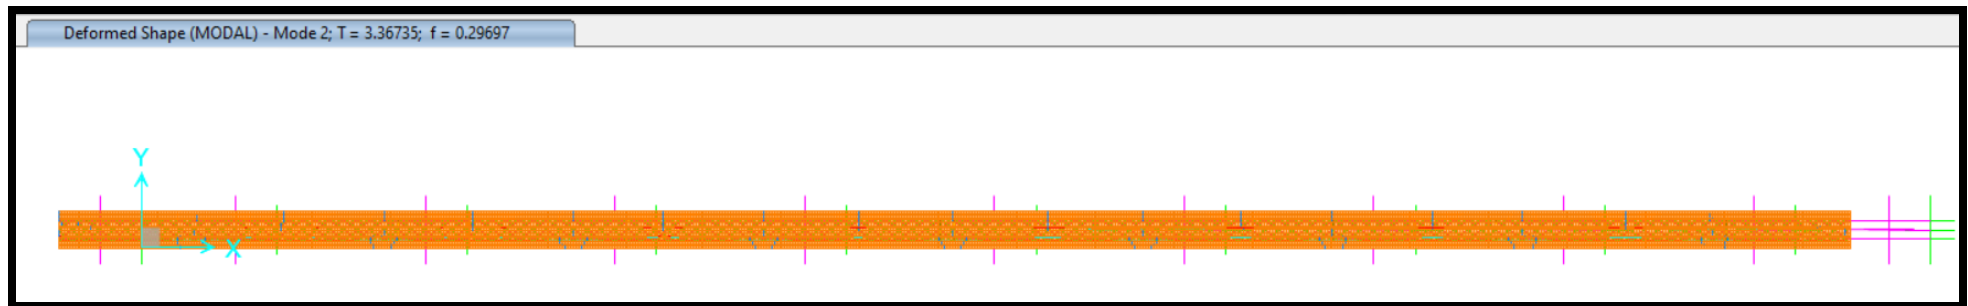 Deformed Shape (MODAL) - Mode 2; T = 3.36735; f = 0.29697
Y
X